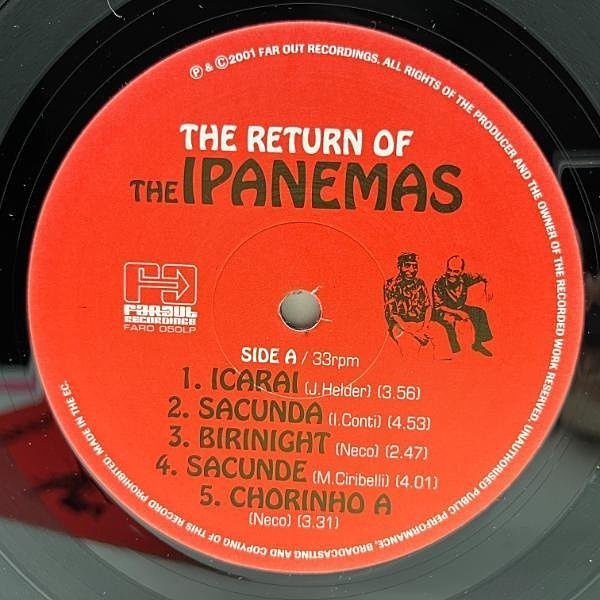 ℗ & ©2001 FAR OUT RECORDINGS. ALL RIGHTS OF THE PRODUCER AND THE OWNER OF THE RECORDED WORK RESERVED. UNAUTHORISED PUBLIC PERFORMANCE, BROADCASTING AND COPYING OF THIS RECORD PROHIBITED. MADE IN THE EC.
THE RETURN OF
THE IPANEMAS
FAROUT
RECORDINGS
FARO 050LP
SIDE A / 33rpm
1. ICARAI (J.Helder) (3.56)
2. SACUNDA (I.Conti) (4.53)
3. BIRINIGHT (Neco) (2.47)
4. SACUNDE (M.Ciribelli) (4.01)
5. CHORINHO A
(Neco) (3.31)